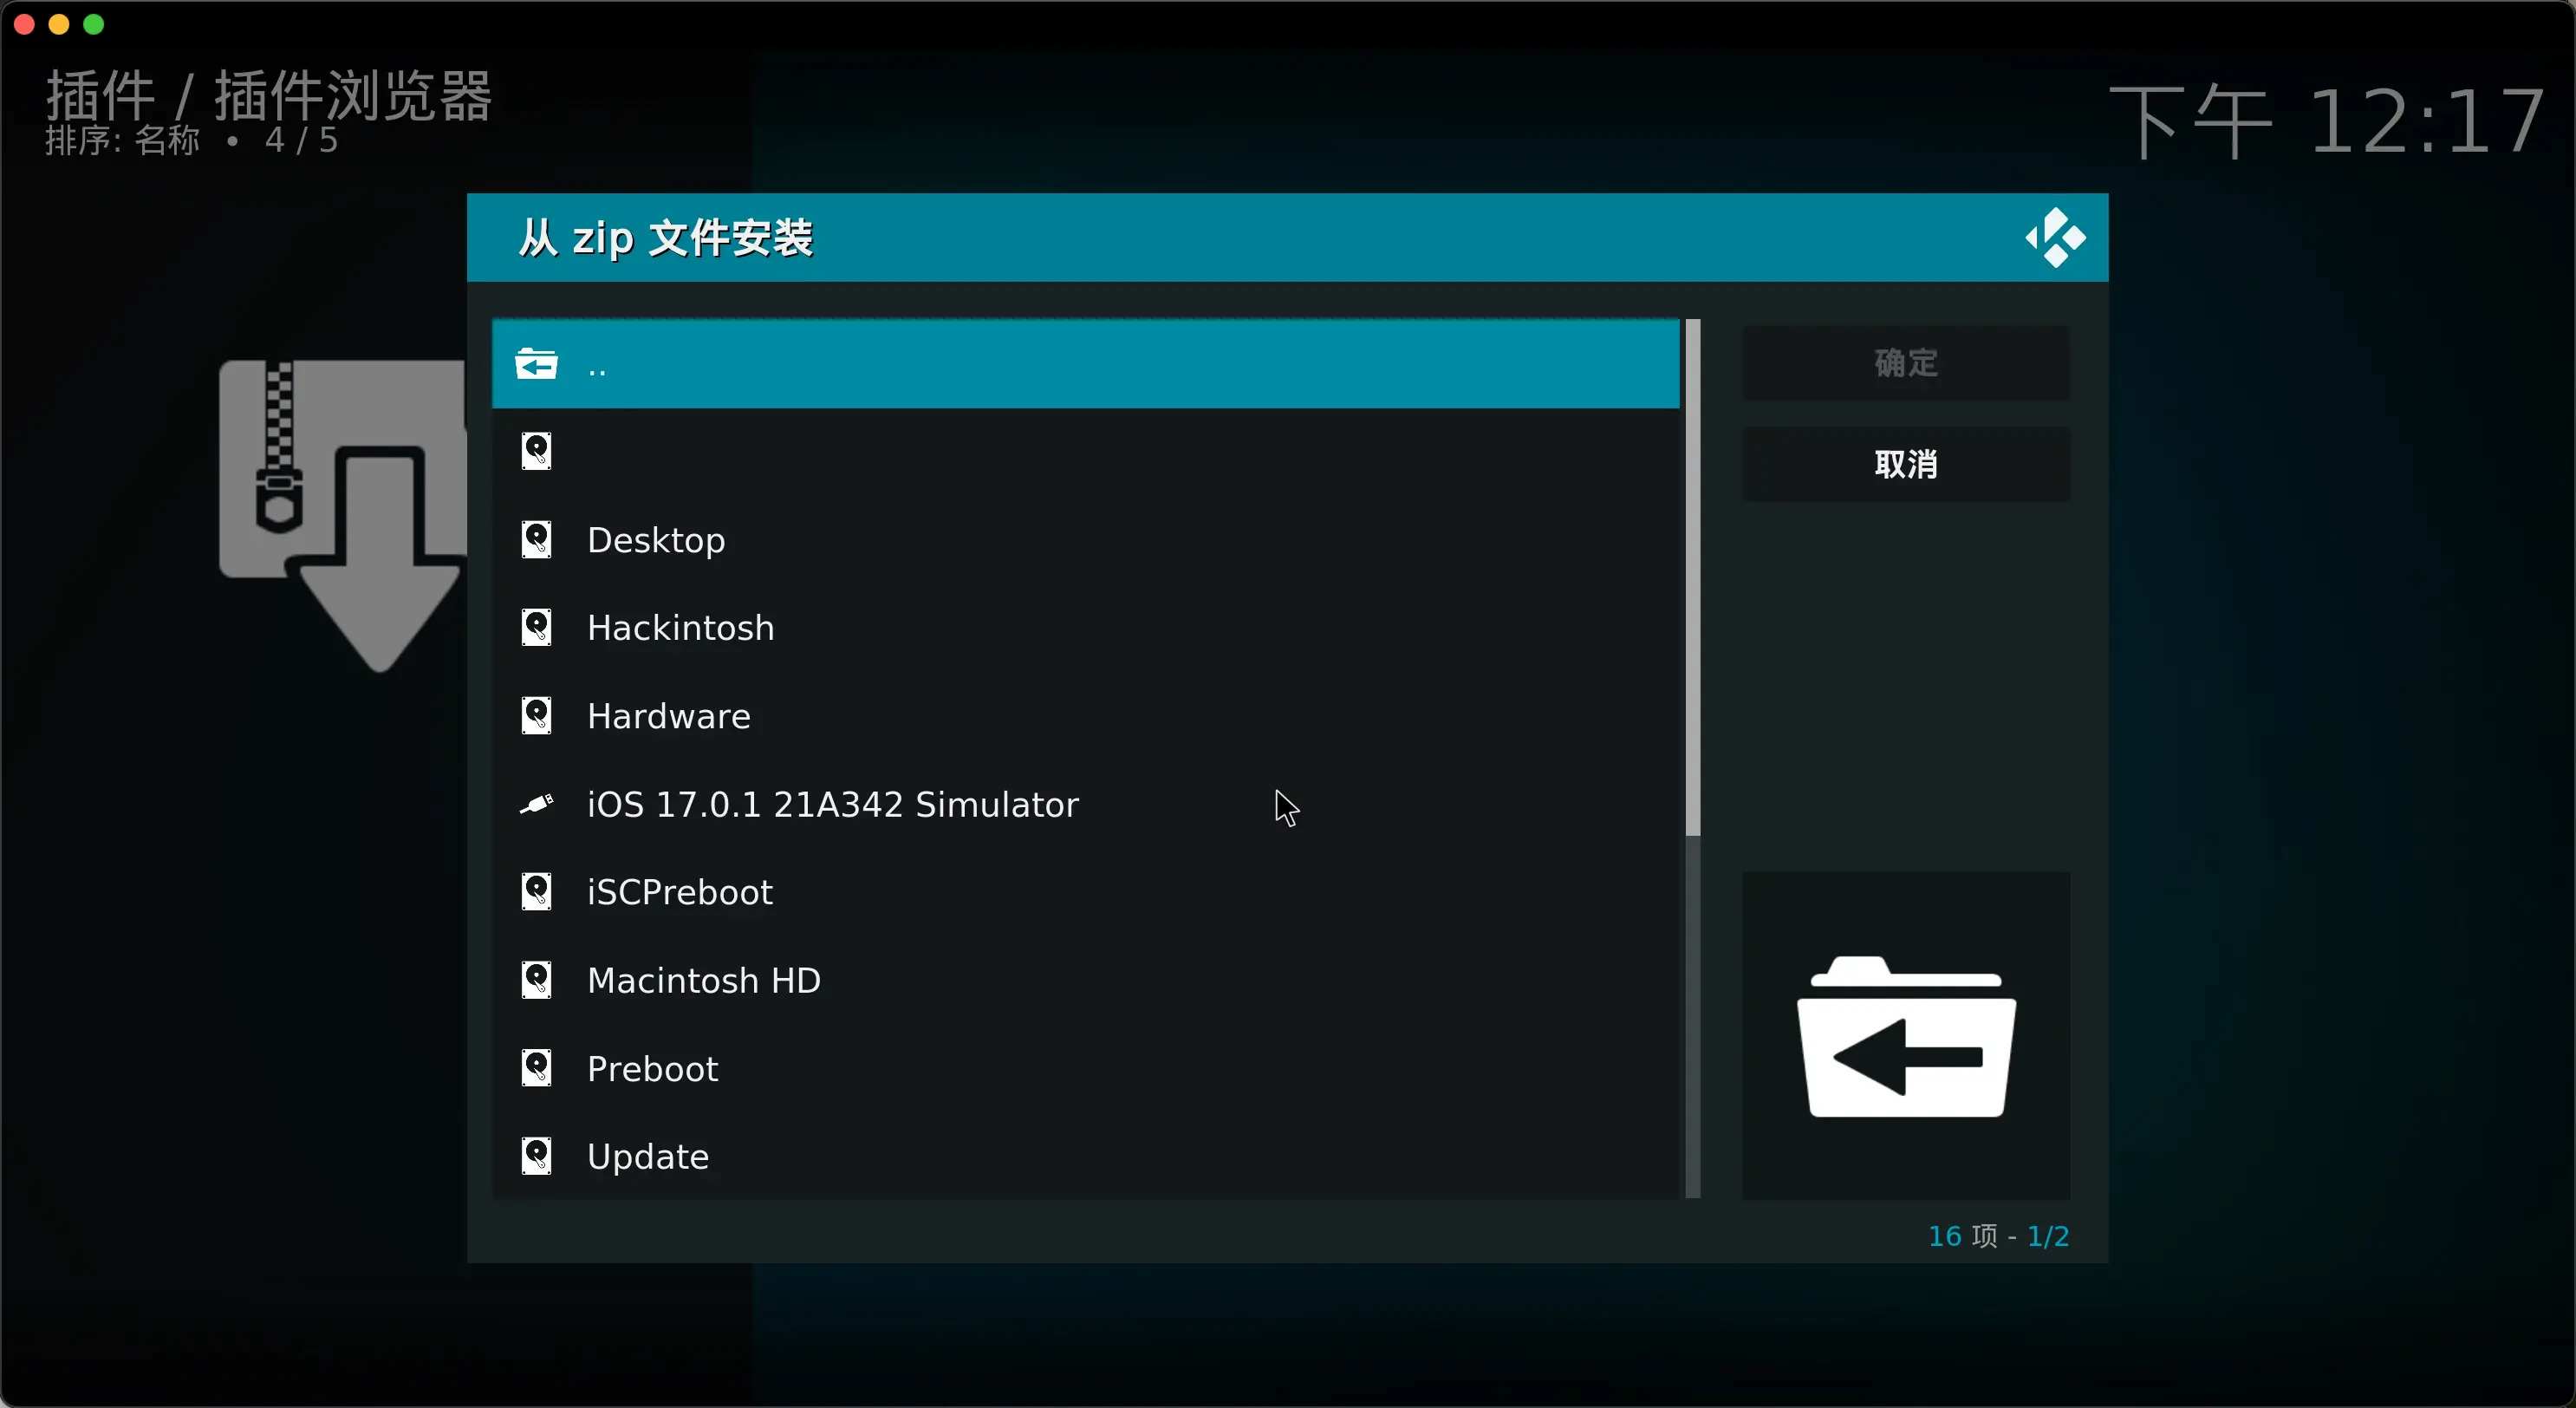 插件 / 插件浏览器
排序: 名称 • 4 / 5
下午 12:17
从 zip 文件安装
..
Desktop
Hackintosh
Hardware
iOS 17.0.1 21A342 Simulator
iSCPreboot
Macintosh HD
Preboot
Update
确定
取消
16 项 - 1/2